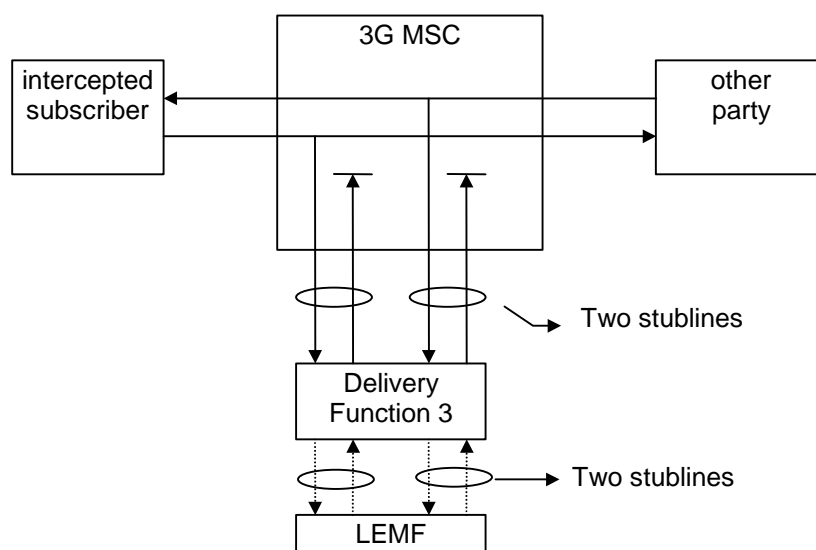 3G MSC
intercepted
subscriber
other
party
Two stublines
Delivery
Function 3
Two stublines
LEMF